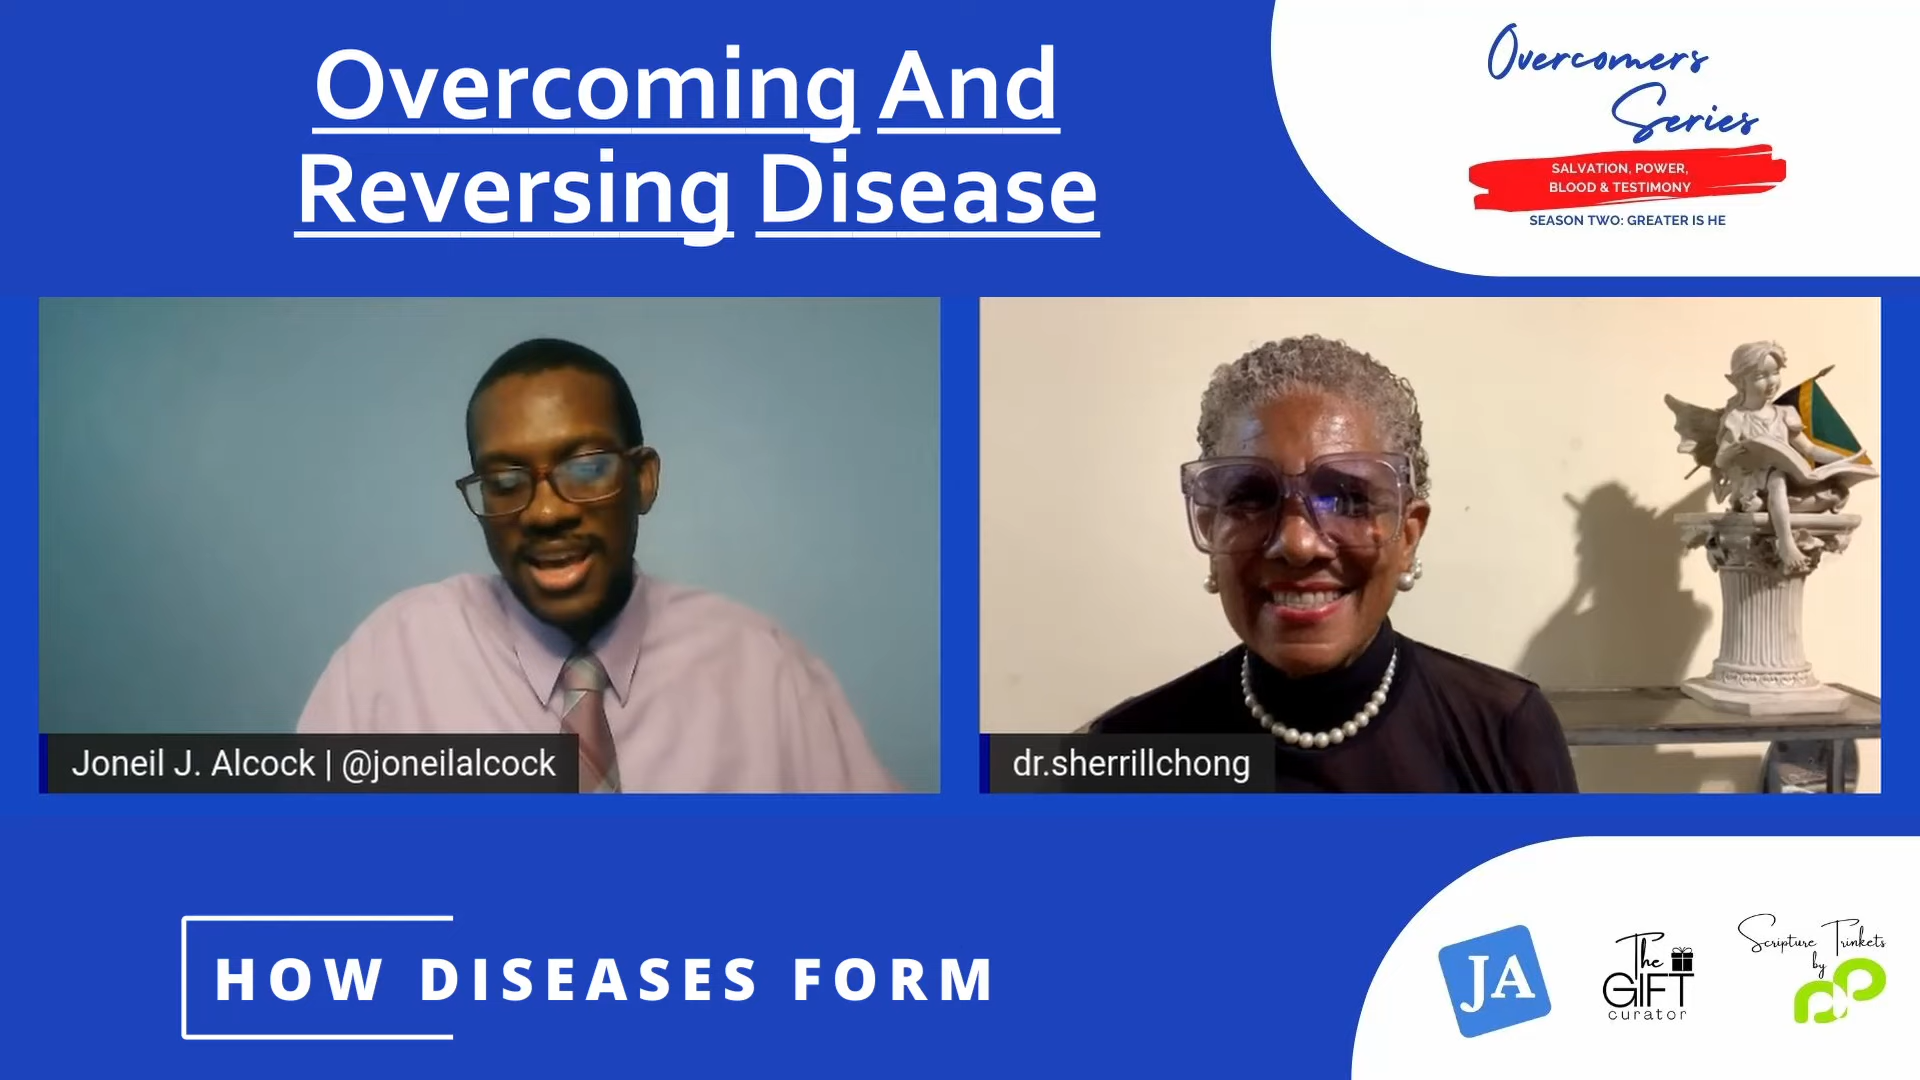 Overcoming And
Reversing Disease
Overcomers
Series
SALVATION, POWER,
BLOOD & TESTIMONY
SEASON TWO: GREATER IS HE
Joneil J. Alcock | @joneilalcock
dr.sherrillchong
HOW DISEASES FORM
JA
The
GIFT
curator
Scripture Trinkets
by